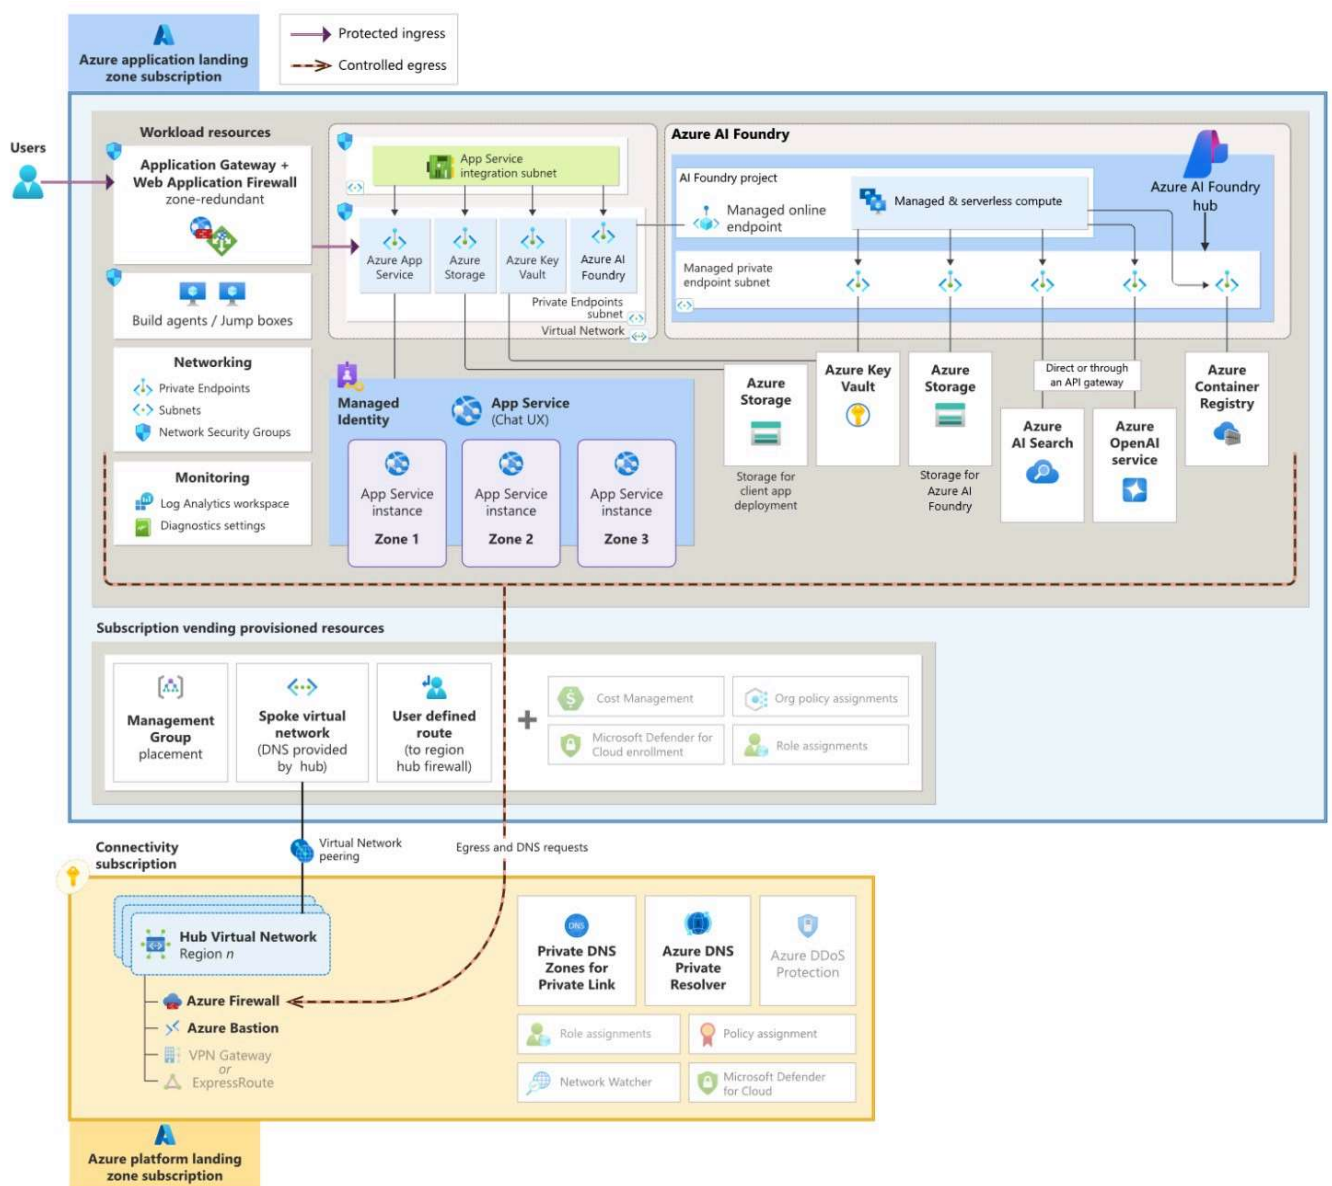 Azure application landing
zone subscription
Protected ingress
Controlled egress
Users
Workload resources
Application Gateway +
Web Application Firewall
zone-redundant
Build agents / Jump boxes
Networking
Private Endpoints
Subnets
Network Security Groups
Monitoring
Log Analytics workspace
Diagnostics settings
App Service
integration subnet
Azure App
Service
Azure
Storage
Azure Key
Vault
Azure AI
Foundry
Private Endpoints
subnet
Virtual Network
Azure AI Foundry
AI Foundry project
Managed online
endpoint
Managed & serverless compute
Azure AI Foundry
hub
Managed private
endpoint subnet
Managed
Identity
App Service
(Chat UX)
App Service
instance
Zone 1
App Service
instance
Zone 2
App Service
instance
Zone 3
Azure
Storage
Storage for
client app
deployment
Azure Key
Vault
Azure
Storage
Storage for
Azure AI
Foundry
Direct or through
an API gateway
Azure
AI Search
Azure
OpenAI
service
Azure
Container
Registry
Subscription vending provisioned resources
Management
Group
placement
Spoke virtual
network
(DNS provided
by hub)
User defined
route
(to region
hub firewall)
+
Cost Management
Org policy assignments
Microsoft Defender for
Cloud enrollment
Role assignments
Virtual Network
peering
Egress and DNS requests
Connectivity
subscription
Hub Virtual Network
Region n
Azure Firewall
Azure Bastion
VPN Gateway
or
ExpressRoute
DNS
Private DNS
Zones for
Private Link
Azure DNS
Private
Resolver
Azure DDoS
Protection
Role assignments
Policy assignment
Network Watcher
Microsoft Defender
for Cloud
Azure platform landing
zone subscription